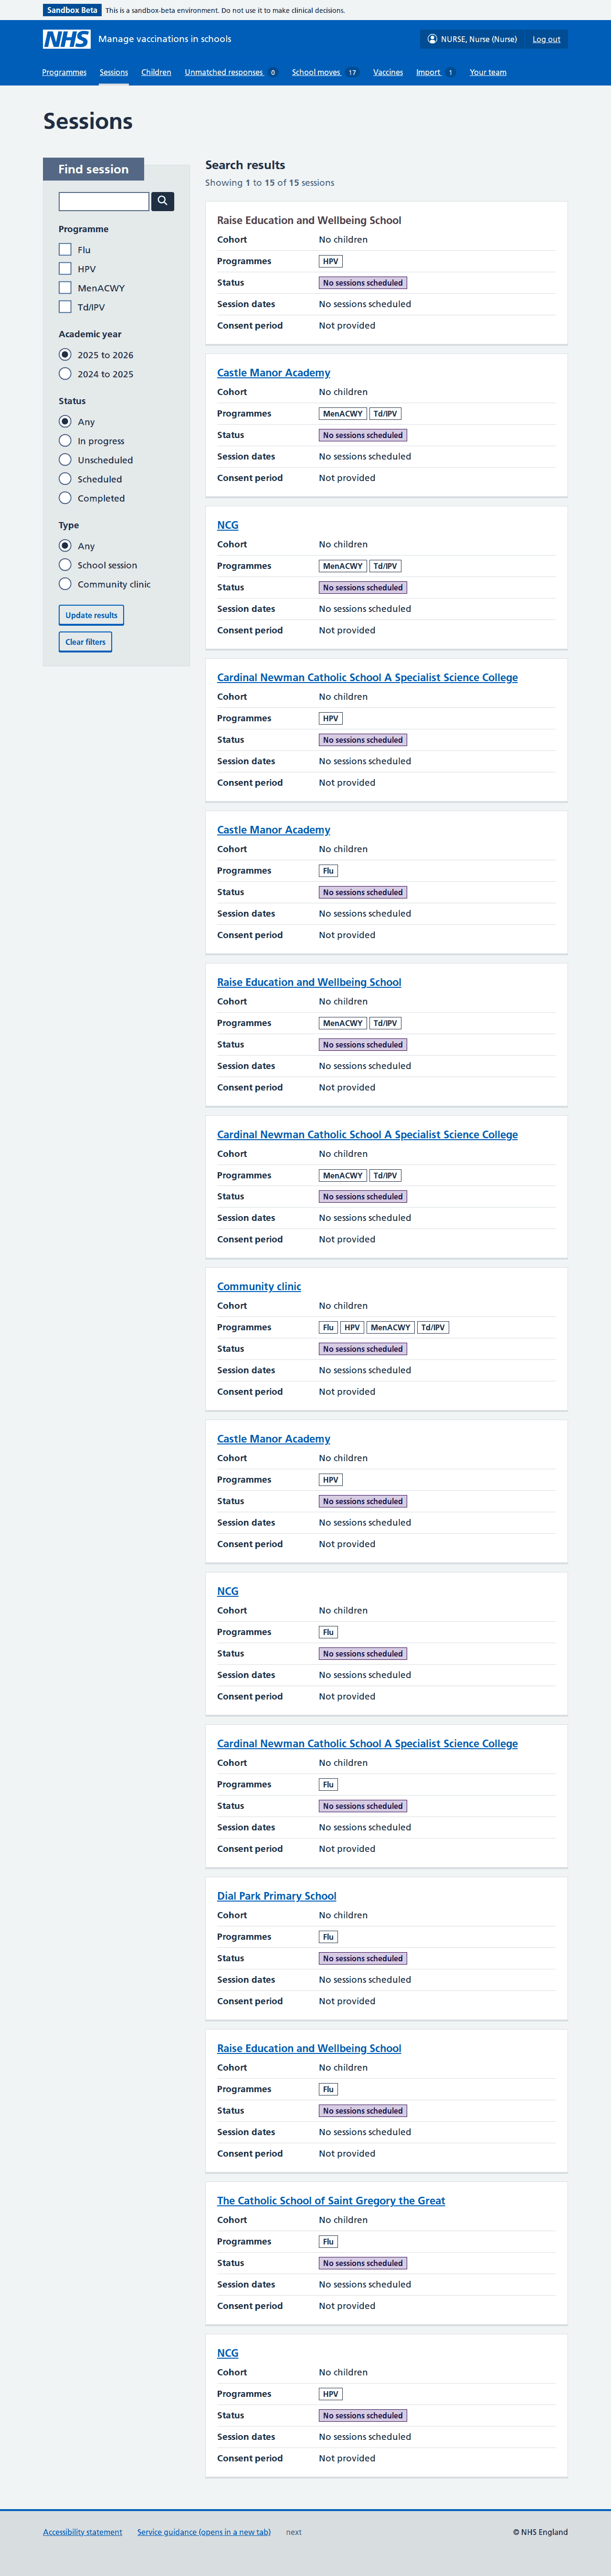 Sandbox Beta This is a sandbox-beta environment. Do not use it to make clinical decisions.
NHS Manage vaccinations in schools NURSE, Nurse (Nurse) Log out
Programmes Sessions Children Unmatched responses 0 School moves 17 Vaccines Import 1 Your team
Sessions
Find session
Programme
Flu
HPV
MenACWY
Td/IPV
Academic year
2025 to 2026
2024 to 2025
Status
Any
In progress
Unscheduled
Scheduled
Completed
Type
Any
School session
Community clinic
Update results
Clear filters
Search results
Showing 1 to 15 of 15 sessions
Raise Education and Wellbeing School
Cohort No children
Programmes HPV
Status No sessions scheduled
Session dates No sessions scheduled
Consent period Not provided
Castle Manor Academy
Cohort No children
Programmes MenACWY Td/IPV
Status No sessions scheduled
Session dates No sessions scheduled
Consent period Not provided
NCG
Cohort No children
Programmes MenACWY Td/IPV
Status No sessions scheduled
Session dates No sessions scheduled
Consent period Not provided
Cardinal Newman Catholic School A Specialist Science College
Cohort No children
Programmes HPV
Status No sessions scheduled
Session dates No sessions scheduled
Consent period Not provided
Castle Manor Academy
Cohort No children
Programmes Flu
Status No sessions scheduled
Session dates No sessions scheduled
Consent period Not provided
Raise Education and Wellbeing School
Cohort No children
Programmes MenACWY Td/IPV
Status No sessions scheduled
Session dates No sessions scheduled
Consent period Not provided
Cardinal Newman Catholic School A Specialist Science College
Cohort No children
Programmes MenACWY Td/IPV
Status No sessions scheduled
Session dates No sessions scheduled
Consent period Not provided
Community clinic
Cohort No children
Programmes Flu HPV MenACWY Td/IPV
Status No sessions scheduled
Session dates No sessions scheduled
Consent period Not provided
Castle Manor Academy
Cohort No children
Programmes HPV
Status No sessions scheduled
Session dates No sessions scheduled
Consent period Not provided
NCG
Cohort No children
Programmes Flu
Status No sessions scheduled
Session dates No sessions scheduled
Consent period Not provided
Cardinal Newman Catholic School A Specialist Science College
Cohort No children
Programmes Flu
Status No sessions scheduled
Session dates No sessions scheduled
Consent period Not provided
Dial Park Primary School
Cohort No children
Programmes Flu
Status No sessions scheduled
Session dates No sessions scheduled
Consent period Not provided
Raise Education and Wellbeing School
Cohort No children
Programmes Flu
Status No sessions scheduled
Session dates No sessions scheduled
Consent period Not provided
The Catholic School of Saint Gregory the Great
Cohort No children
Programmes Flu
Status No sessions scheduled
Session dates No sessions scheduled
Consent period Not provided
NCG
Cohort No children
Programmes HPV
Status No sessions scheduled
Session dates No sessions scheduled
Consent period Not provided
Accessibility statement Service guidance (opens in a new tab) next © NHS England